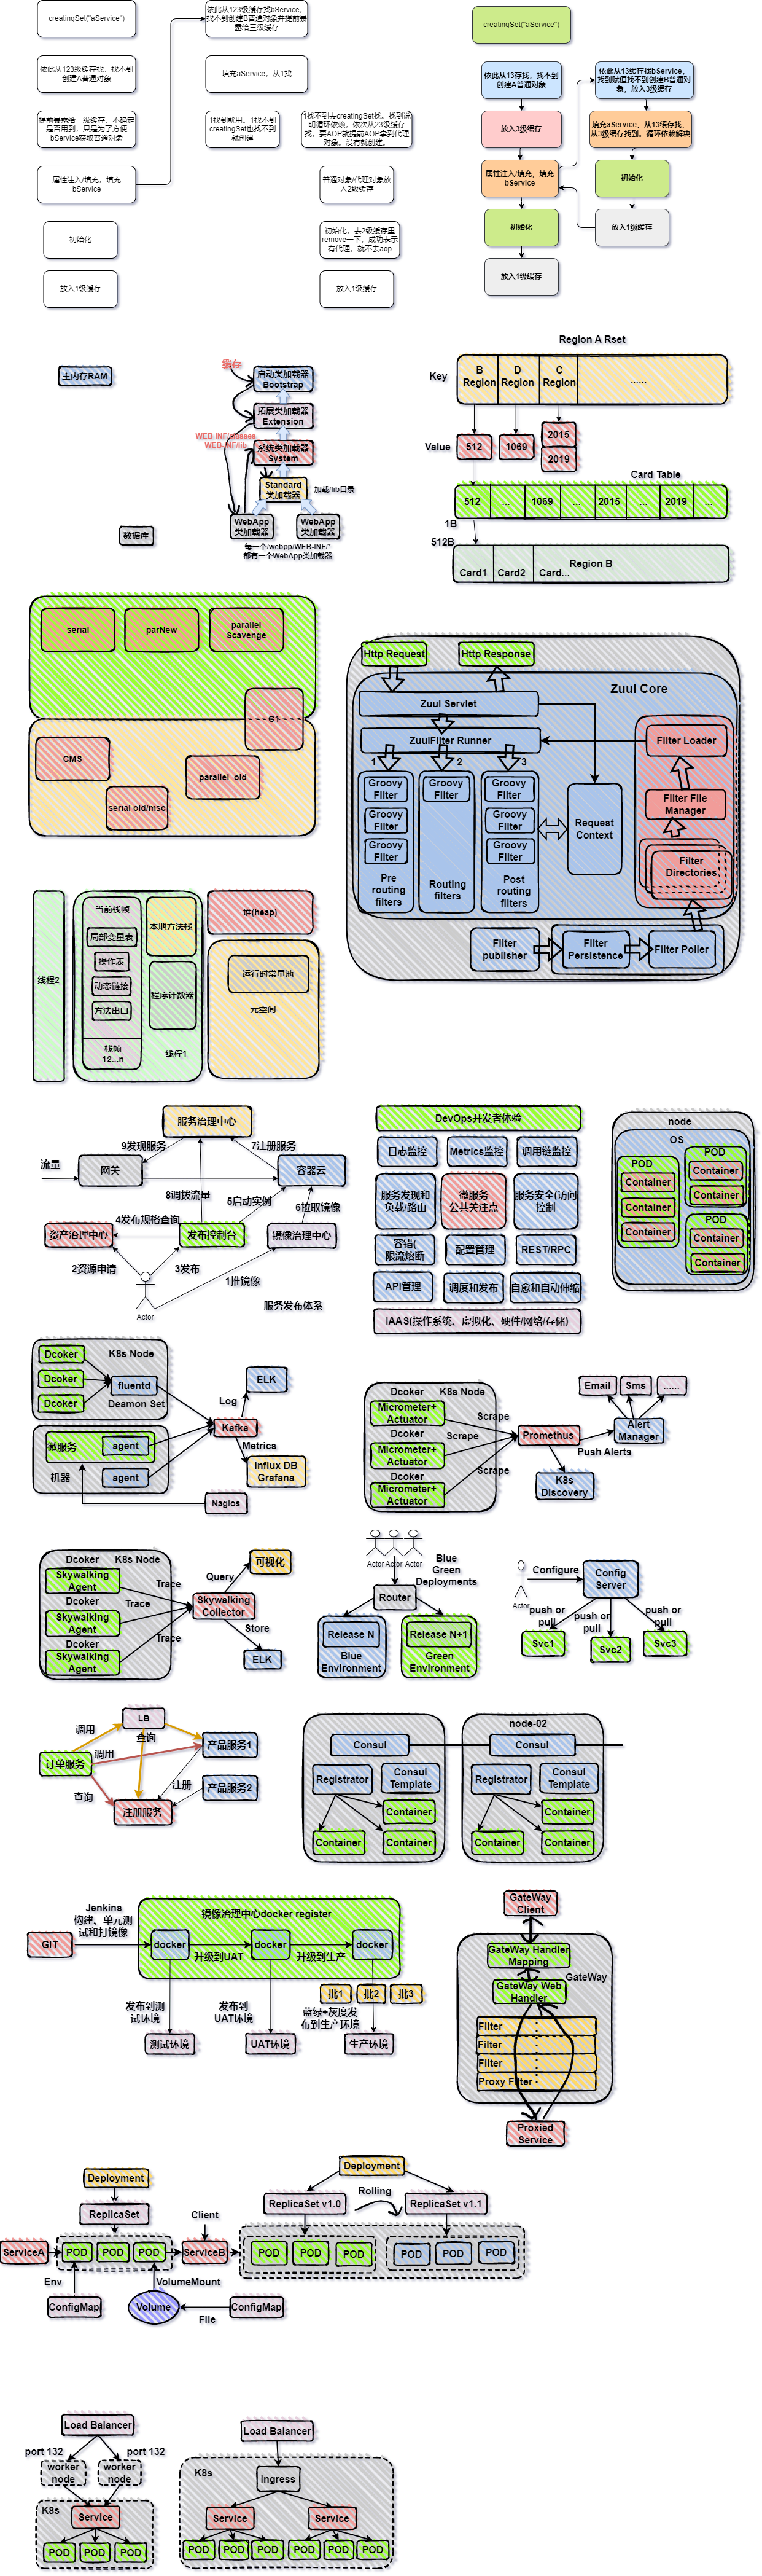 creatingSet("aService")
依此从123级缓存找bService,
找不到创建B普通对象并提前暴
露给三级缓存
依此从123级缓存找，找不到
创建A普通对象
填充aService，从1找
提前暴露给三级缓存，不确定
是否用到，只是为了方便
bService获取普通对象
1找到就用。1找不到
creatingSet也找不到
就创建
1找不到去creatingSet找。找到说
明循环依赖，依次从23级缓存
找，要AOP就提前AOP拿到代理
对象。没有就创建。
属性注入/填充，填充
bService
普通对象/代理对象放
入2级缓存
初始化
初始化，去2级缓存里
remove一下，成功表示
有代理，就不去aop
放入1级缓存
放入1级缓存
creatingSet("aService")
依此从13存找，找不到
创建A普通对象
依此从13缓存找bService,
找到赋值找不到创建B普通对
象，放入3级缓存
放入3级缓存
填充aService，从13缓存找，
从3级缓存找到。循环依赖解决
属性注入/填充，填充
bService
初始化
初始化
放入1级缓存
放入1级缓存
主内存RAM
数据库
缓存
启动类加载器
Bootstrap
拓展类加载器
Extension
WEB-INF/classes
WEB-INF/lib
系统类加载器
System
Standard
类加载器
加载/lib目录
WebApp
类加载器
WebApp
类加载器
每一个/webpp/WEB-INF/*
都有一个WebApp类加载器
Region A Rset
Key
B
Region
D
Region
C
Region
......
Value
512
1069
2015
2019
Card Table
512
...
1069
...
2015
...
2019
...
1B
512B
Card1
Card2
Card...
Region B
serial
parNew
parallel
Scavenge
G1
CMS
parallel old
serial old/msc
Http Request
Http Response
Zuul Core
Zuul Servlet
ZuulFilter Runner
Filter Loader
1
2
3
Groovy
Filter
Groovy
Filter
Groovy
Filter
Pre
routing
filters
Groovy
Filter
Routing
filters
Groovy
Filter
Groovy
Filter
Groovy
Filter
Post
routing
filters
Request
Context
Filter File
Manager
Filter
Directories
Filter
publisher
Filter
Persistence
Filter Poller
线程2
当前栈帧
局部变量表
操作表
动态链接
方法出口
栈帧
12...n
本地方法栈
程序计数器
线程1
堆(heap)
运行时常量池
元空间
服务治理中心
9发现服务
7注册服务
流量
网关
容器云
8调拨流量
5启动实例
6拉取镜像
4发布规格查询
资产治理中心
发布控制台
镜像治理中心
2资源申请
3发布
1推镜像
Actor
服务发布体系
DevOps开发者体验
日志监控
Metrics监控
调用链监控
服务发现和
负载/路由
微服务
公共关注点
服务安全(访问
控制
容错(
限流熔断
配置管理
REST/RPC
API管理
调度和发布
自愈和自动伸缩
IAAS(操作系统、虚拟化、硬件/网络/存储)
node
OS
POD
Container
Container
Container
POD
Container
Container
POD
Container
Container
Dcoker
Dcoker
Dcoker
K8s Node
fluentd
Deamon Set
微服务
agent
机器
agent
Nagios
Log
Kafka
Metrics
ELK
Influx DB
Grafana
Dcoker
K8s Node
Micrometer+
Actuator
Dcoker
Micrometer+
Actuator
Dcoker
Micrometer+
Actuator
Scrape
Scrape
Scrape
Promethus
Email
Sms
......
Alert
Manager
Push Alerts
K8s
Discovery
Dcoker
K8s Node
Skywalking
Agent
Dcoker
Skywalking
Agent
Dcoker
Skywalking
Agent
Trace
Trace
Trace
Query
可视化
Skywalking
Collector
Store
ELK
Actor
Actor
Actor
Blue
Green
Deployments
Router
Release N
Blue
Environment
Release N+1
Green
Environment
Actor
Configure
Config
Server
push or
pull
push or
pull
push or
pull
Svc1
Svc2
Svc3
LB
调用
查询
订单服务
调用
产品服务1
查询
注册
产品服务2
注册服务
Consul
Registrator
Consul
Template
Container
Container
Container
node-02
Consul
Registrator
Consul
Template
Container
Container
Container
GIT
Jenkins
构建、单元测
试和打镜像
镜像治理中心docker register
docker
升级到UAT
docker
升级到生产
docker
批1
批2
批3
发布到测
试环境
发布到
UAT环境
蓝绿+灰度发
布到生产环境
测试环境
UAT环境
生产环境
GateWay
Client
GateWay Handler
Mapping
GateWay
GateWay Web
Handler
Filter
Filter
Filter
Proxy Filter
Proxied
Service
Deployment
ReplicaSet
ServiceA
POD
POD
POD
Client
ServiceB
Env
VolumeMount
ConfigMap
Volume
File
ConfigMap
Deployment
ReplicaSet v1.0
Rolling
ReplicaSet v1.1
POD
POD
POD
POD
POD
POD
Load Balancer
port 132
port 132
worker
node
worker
node
K8s
Service
POD
POD
POD
Load Balancer
K8s
Ingress
Service
Service
POD
POD
POD
POD
POD
POD